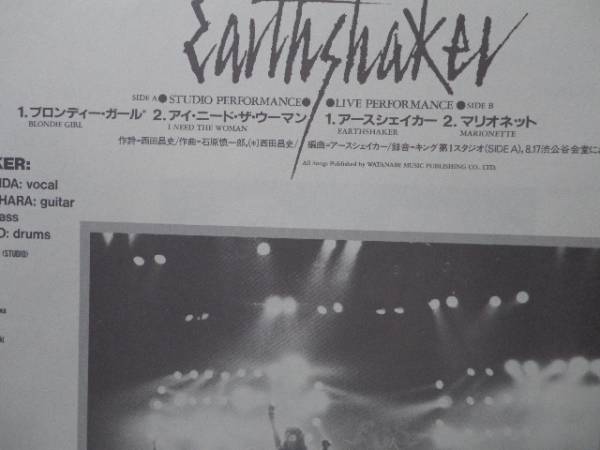 Earthshaker
SIDE A ●STUDIO PERFORMANCE● ●LIVE PERFORMANCE● SIDE B
1.ブロンディー・ガール* 2.アイ・ニード・ザ・ウーマン 1.アースシェイカー 2.マリオネット
BLONDIE GIRL I NEED THE WOMAN EARTHSHAKER MARIONETTE
作詩=西田昌史/作曲=石原慎一郎,(*)西田昌史/ 編曲=アースシェイカー/録音=キング第1スタジオ(SIDE A), 8.17渋公谷会堂に
All Songs Published by WATANABE MUSIC PUBLISHING CO., LTD.
KER:
IDA: vocal
HARA: guitar
ass
O: drums
(STUDIO)